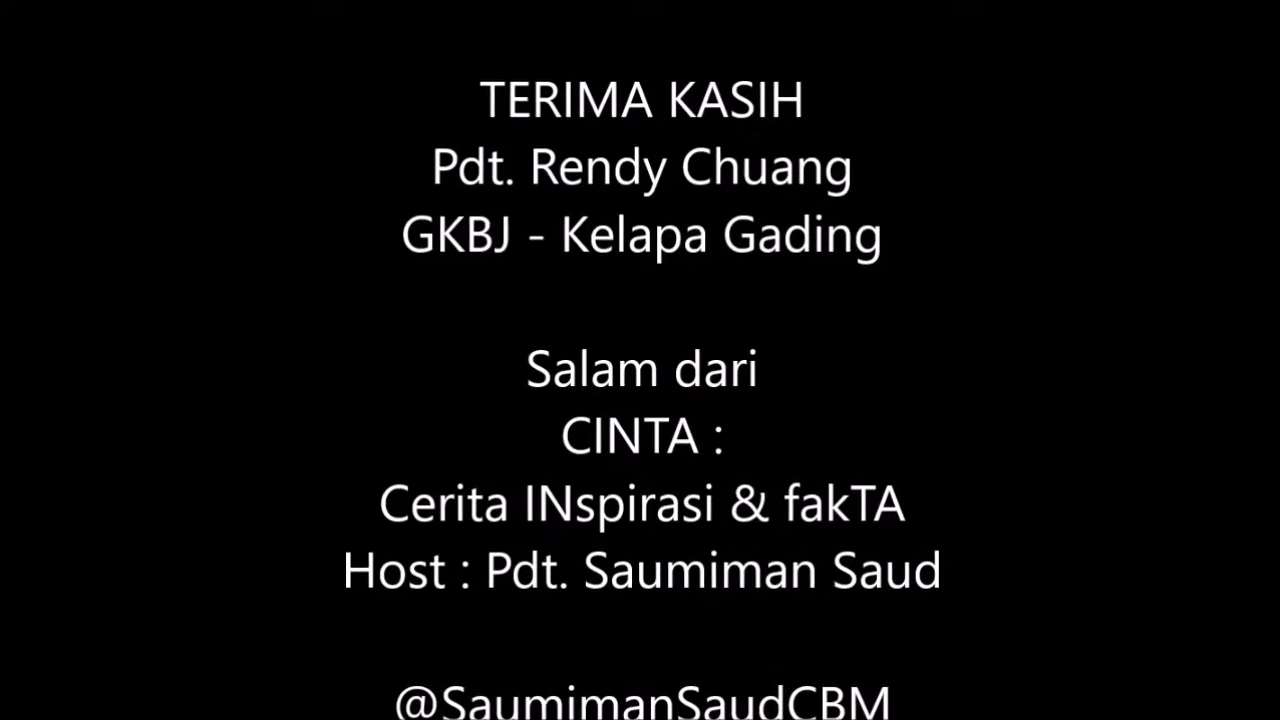 TERIMA KASIH
Pdt. Rendy Chuang
GKBJ - Kelapa Gading
Salam dari
CINTA :
Cerita INspirasi & fakTA
Host : Pdt. Saumiman Saud
@SaumimanSaudCBM